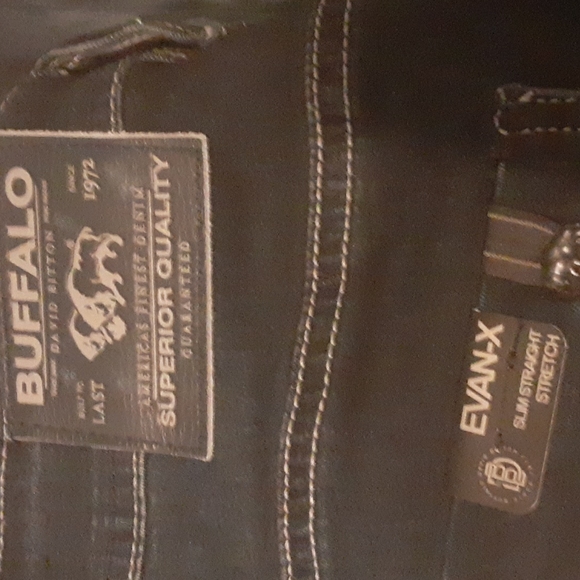 BUFFALO
DAVID BITTON
SINCE
1972
BUILT TO
LAST
AMERICA'S FINEST DENIM
SUPERIOR QUALITY
GUARANTEED
EVAN-X
SLIM STRAIGHT
STRETCH